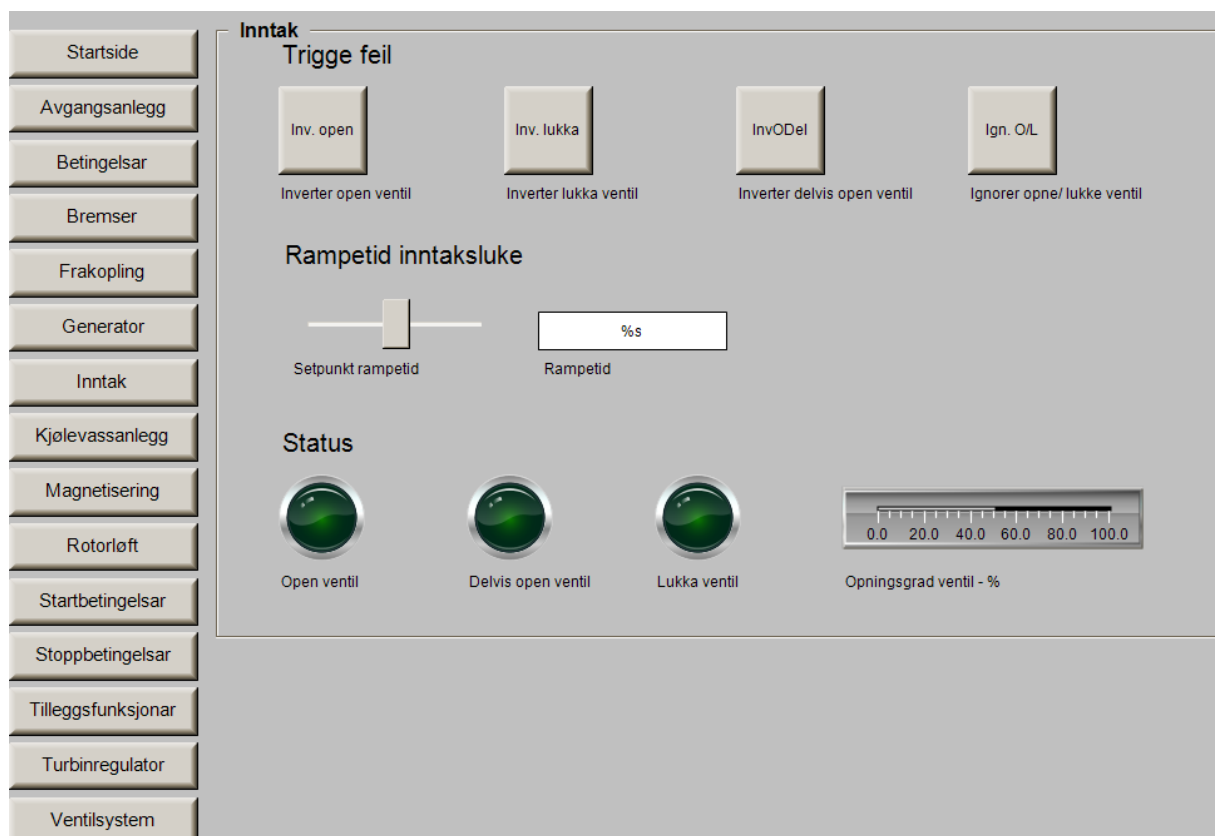 Startside
Avgangsanlegg
Betingelsar
Bremser
Frakopling
Generator
Inntak
Kjølevassanlegg
Magnetisering
Rotorløft
Startbetingelsar
Stoppbetingelsar
Tilleggsfunksjonar
Turbinregulator
Ventilsystem
Inntak
Trigge feil
Inv. open
Inv. lukka
InvODel
Ign. O/L
Inverter open ventil
Inverter lukka ventil
Inverter delvis open ventil
Ignorer opne/ lukke ventil
Rampetid inntaksluke
%s
Setpunkt rampetid
Rampetid
Status
0.0 20.0 40.0 60.0 80.0 100.0
Open ventil
Delvis open ventil
Lukka ventil
Opningsgrad ventil - %